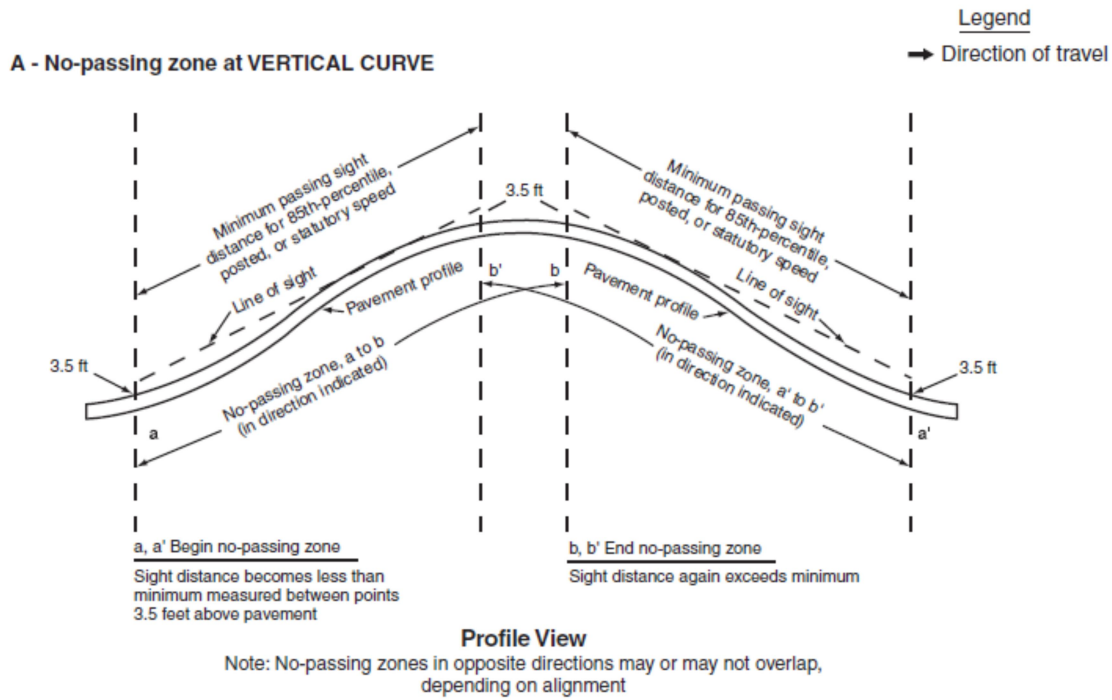 Legend
Direction of travel
A - No-passing zone at VERTICAL CURVE
Minimum passing sight
distance for 85th-percentile,
posted, or statutory speed
3.5 ft
Minimum passing sight
distance for 85th-percentile,
posted, or statutory speed
Line of sight
Pavement profile
b'
b
Pavement profile
Line of sight
3.5 ft
No-passing zone, a to b
(in direction indicated)
No-passing zone, a' to b'
(in direction indicated)
3.5 ft
a
a'
a, a' Begin no-passing zone
Sight distance becomes less than
minimum measured between points
3.5 feet above pavement
b, b' End no-passing zone
Sight distance again exceeds minimum
Profile View
Note: No-passing zones in opposite directions may or may not overlap,
depending on alignment